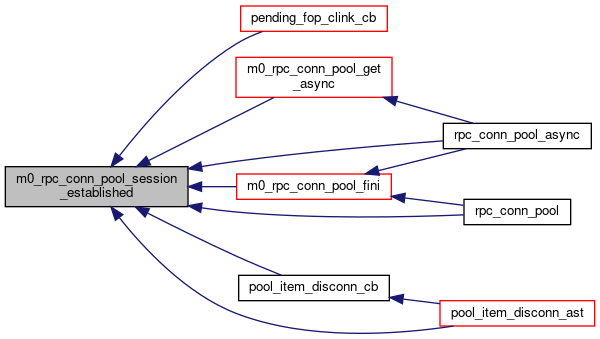 pending_fop_clink_cb
m0_rpc_conn_pool_get
_async
rpc_conn_pool_async
m0_rpc_conn_pool_session
_established
m0_rpc_conn_pool_fini
rpc_conn_pool
pool_item_disconn_cb
pool_item_disconn_ast